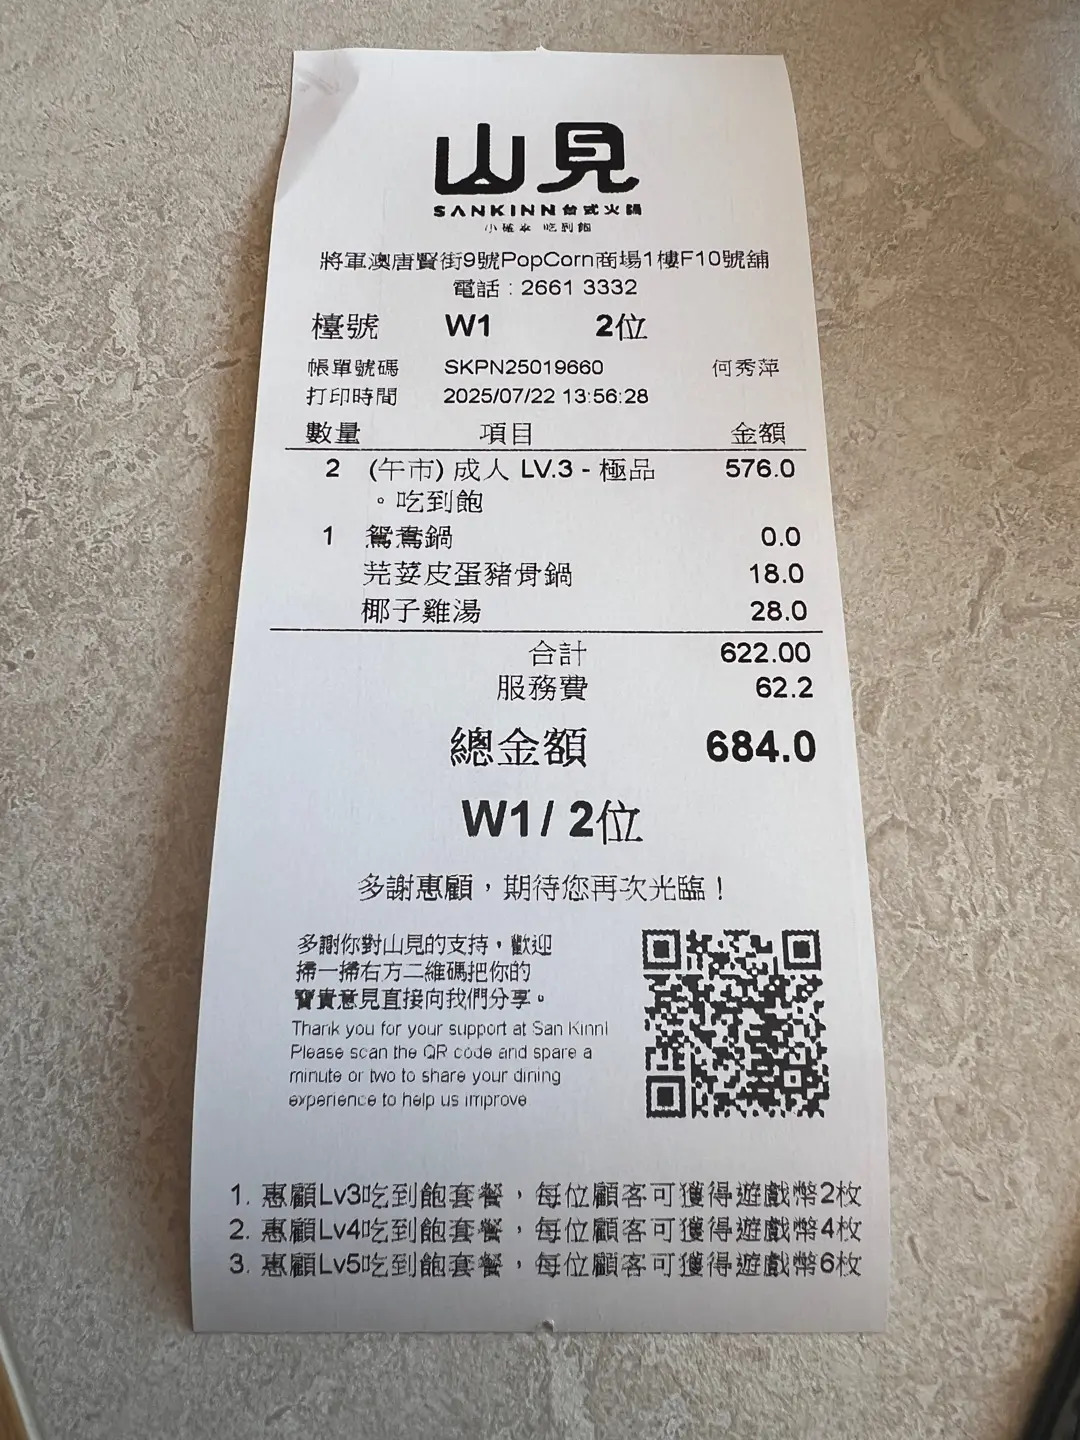 山見
SANKINN 台式火鍋
小確幸 吃到飽
將軍澳唐賢街9號PopCorn商場1樓F10號舖
電話：2661 3332
檯號 W1 2位
帳單號碼 SKPN25019660 何秀萍
打印時間 2025/07/22 13:56:28
數量 項目 金額
2 (午市) 成人 LV.3 - 極品 576.0
。吃到飽
1 鴛鴦鍋 0.0
芫荽皮蛋豬骨鍋 18.0
椰子雞湯 28.0
合計 622.00
服務費 62.2
總金額 684.0
W1/ 2位
多謝惠顧，期待您再次光臨！
多謝你對山見的支持，歡迎
掃一掃右方二維碼把你的
寶貴意見直接向我們分享。
Thank you for your support at San Kinn!
Please scan the QR code and spare a
minute or two to share your dining
experience to help us improve
1. 惠顧Lv3吃到飽套餐，每位顧客可獲得遊戲幣2枚
2. 惠顧Lv4吃到飽套餐，每位顧客可獲得遊戲幣4枚
3. 惠顧Lv5吃到飽套餐，每位顧客可獲得遊戲幣6枚